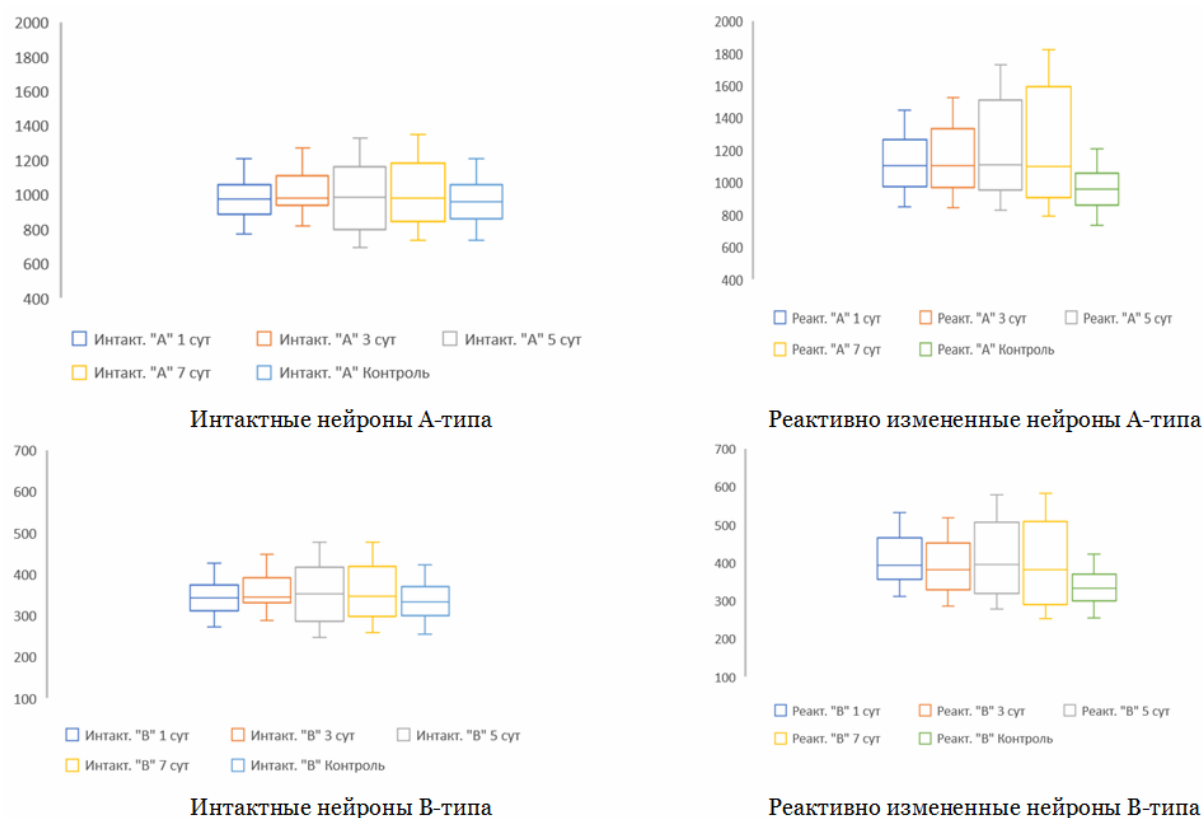 2000
1800
1600
1400
1200
1000
800
600
400
Интакт. "А" 1 сут
Интакт. "А" 3 сут
Интакт. "А" 5 сут
Интакт. "А" 7 сут
Интакт. "А" Контроль
Интактные нейроны А-типа
2000
1800
1600
1400
1200
1000
800
600
400
Реакт. "А" 1 сут
Реакт. "А" 3 сут
Реакт. "А" 5 сут
Реакт. "А" 7 сут
Реакт. "А" Контроль
Реактивно измененные нейроны А-типа
700
600
500
400
300
200
100
Интакт. "В" 1 сут
Интакт. "В" 3 сут
Интакт. "В" 5 сут
Интакт. "В" 7 сут
Интакт. "В" Контроль
Интактные нейроны В-типа
700
600
500
400
300
200
100
Реакт. "В" 1 сут
Реакт. "В" 3 сут
Реакт. "В" 5 сут
Реакт. "В" 7 сут
Реакт. "В" Контроль
Реактивно измененные нейроны В-типа